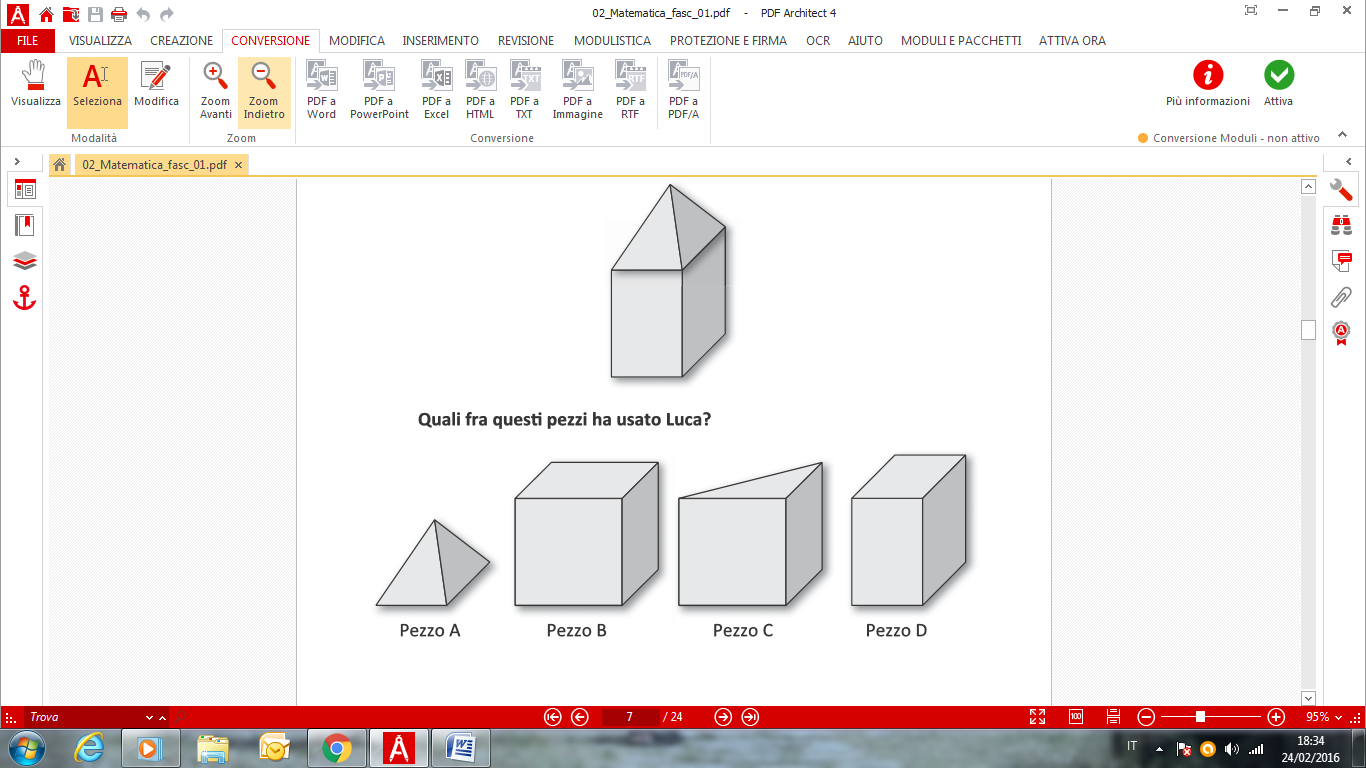 02_Matematica_fasc_01.pdf - PDF Architect 4
FILE VISUALIZZA CREAZIONE CONVERSIONE MODIFICA INSERIMENTO REVISIONE MODULISTICA PROTEZIONE E FIRMA OCR AIUTO MODULI E PACCHETTI ATTIVA ORA
Visualizza Seleziona Modifica
Zoom Avanti
Zoom Indietro
PDF a Word
PDF a PowerPoint
PDF a Excel
PDF a HTML
PDF a TXT
PDF a Immagine
PDF a RTF
PDF a PDF/A
Più informazioni Attiva
Modalità Zoom Conversione
Conversione Moduli - non attivo
02_Matematica_fasc_01.pdf ×
Quali fra questi pezzi ha usato Luca?
Pezzo A Pezzo B Pezzo C Pezzo D
Trova 7 / 24 100 95%
IT 18:34
24/02/2016